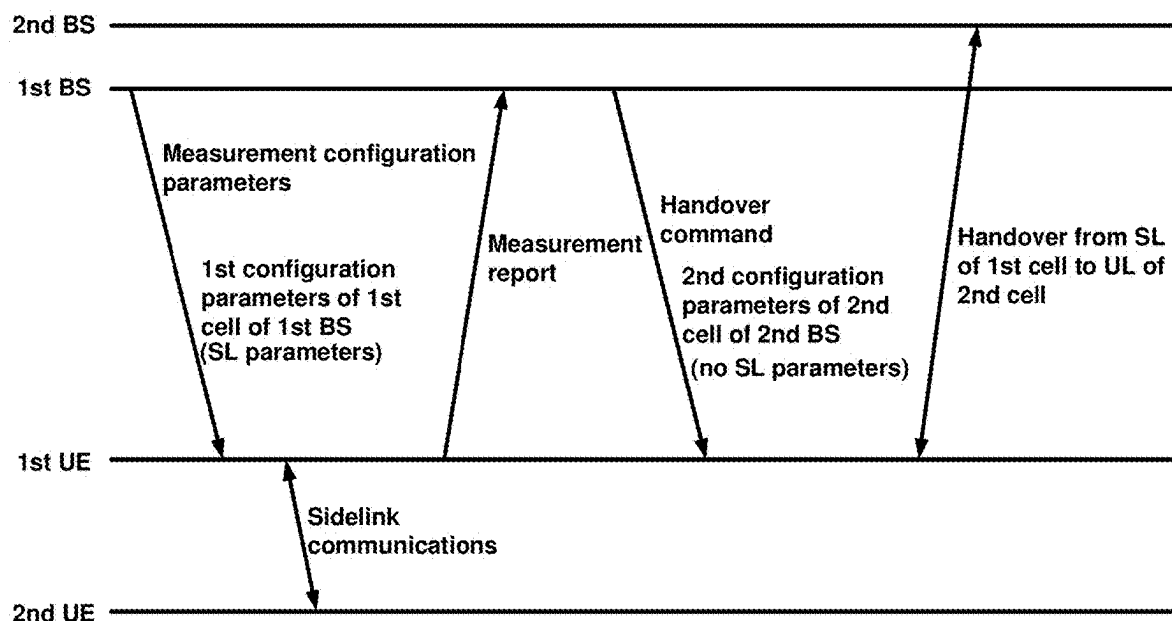 2nd BS
1st BS
Measurement configuration
parameters
1st configuration
parameters of 1st
cell of 1st BS
(SL parameters)
Measurement
report
Handover
command
2nd configuration
parameters of 2nd
cell of 2nd BS
(no SL parameters)
Handover from SL
of 1st cell to UL of
2nd cell
1st UE
Sidelink
communications
2nd UE